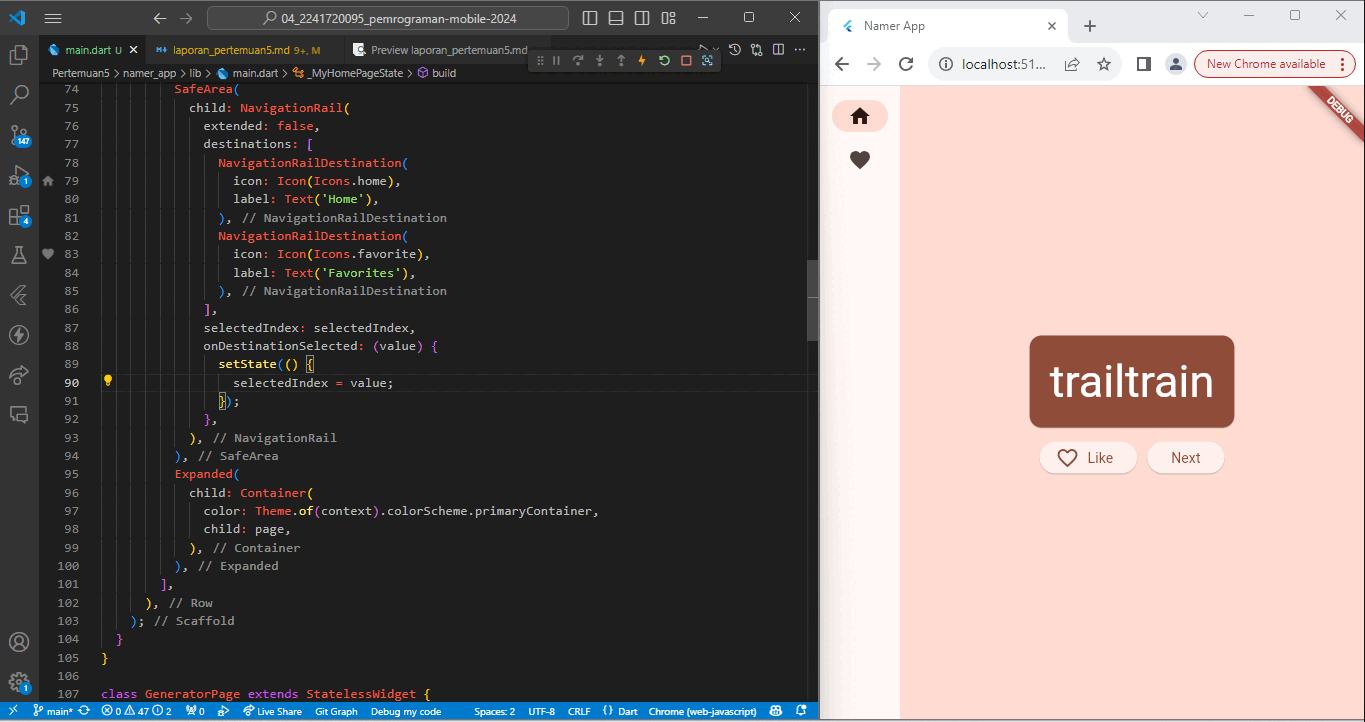 04_2241720095_pemrograman-mobile-2024
main.dart U
laporan_pertemuan5.md 9+, M
Preview laporan_pertemuan5.md
Pertemuan5 > namer_app > lib > main.dart > _MyHomePageState > build
74 SafeArea(
75 child: NavigationRail(
76 extended: false,
77 destinations: [
78 NavigationRailDestination(
79 icon: Icon(Icons.home),
80 label: Text('Home'),
81 ), // NavigationRailDestination
82 NavigationRailDestination(
83 icon: Icon(Icons.favorite),
84 label: Text('Favorites'),
85 ), // NavigationRailDestination
86 ],
87 selectedIndex: selectedIndex,
88 onDestinationSelected: (value) {
89 setState(() {
90 selectedIndex = value;
91 });
92 },
93 ), // NavigationRail
94 ), // SafeArea
95 Expanded(
96 child: Container(
97 color: Theme.of(context).colorScheme.primaryContainer,
98 child: page,
99 ), // Container
100 ), // Expanded
101 ],
102 ), // Row
103 ); // Scaffold
104 }
105 }
106
107 class GeneratorPage extends StatelessWidget {
147
1
4
1
main* 0 47 2 0 Live Share Git Graph Debug my code Spaces: 2 UTF-8 CRLF {} Dart Chrome (web-javascript)
Namer App
localhost:51...
New Chrome available
DEBUG
trailtrain
Like
Next